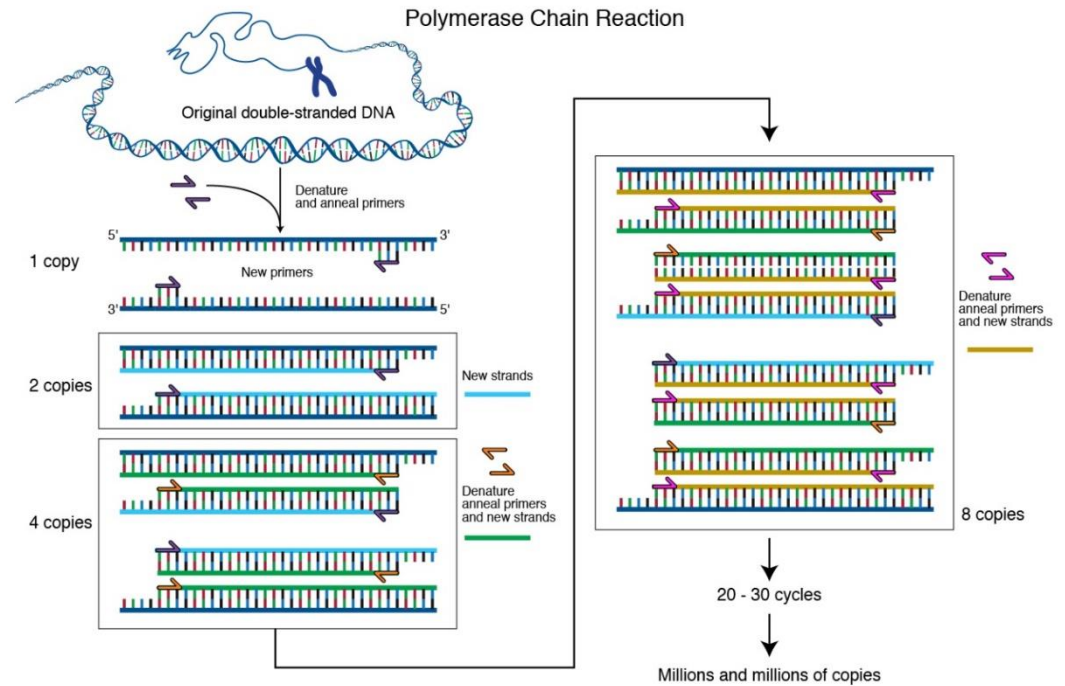 Polymerase Chain Reaction
Original double-stranded DNA
Denature
and anneal primers
5'
3'
1 copy
New primers
3'
5'
2 copies
New strands
4 copies
Denature
anneal primers
and new strands
Denature
anneal primers
and new strands
8 copies
20 - 30 cycles
Millions and millions of copies